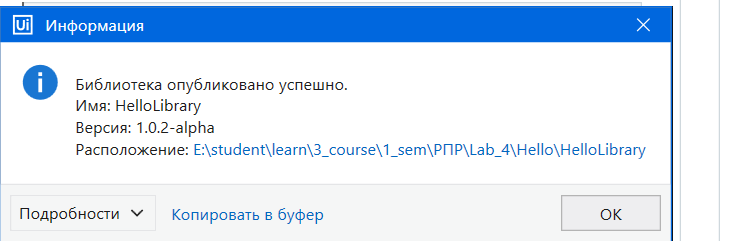 Ui Информация
Библиотека опубликовано успешно.
Имя: HelloLibrary
Версия: 1.0.2-alpha
Расположение: E:\student\learn\3_course\1_sem\РПР\Lab_4\Hello\HelloLibrary
Подробности Копировать в буфер ОК